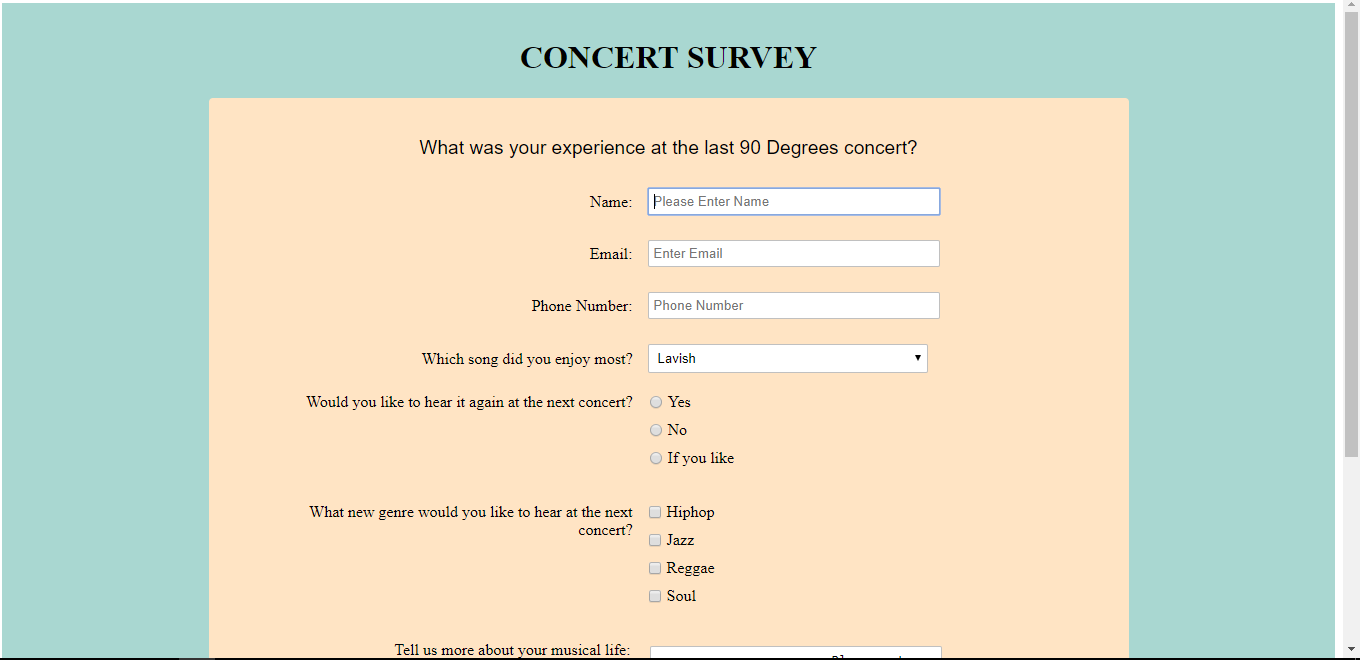 CONCERT SURVEY
What was your experience at the last 90 Degrees concert?
Name: Please Enter Name
Email: Enter Email
Phone Number: Phone Number
Which song did you enjoy most? Lavish
Would you like to hear it again at the next concert? Yes
No
If you like
What new genre would you like to hear at the next
concert?
Hiphop
Jazz
Reggae
Soul
Tell us more about your musical life: